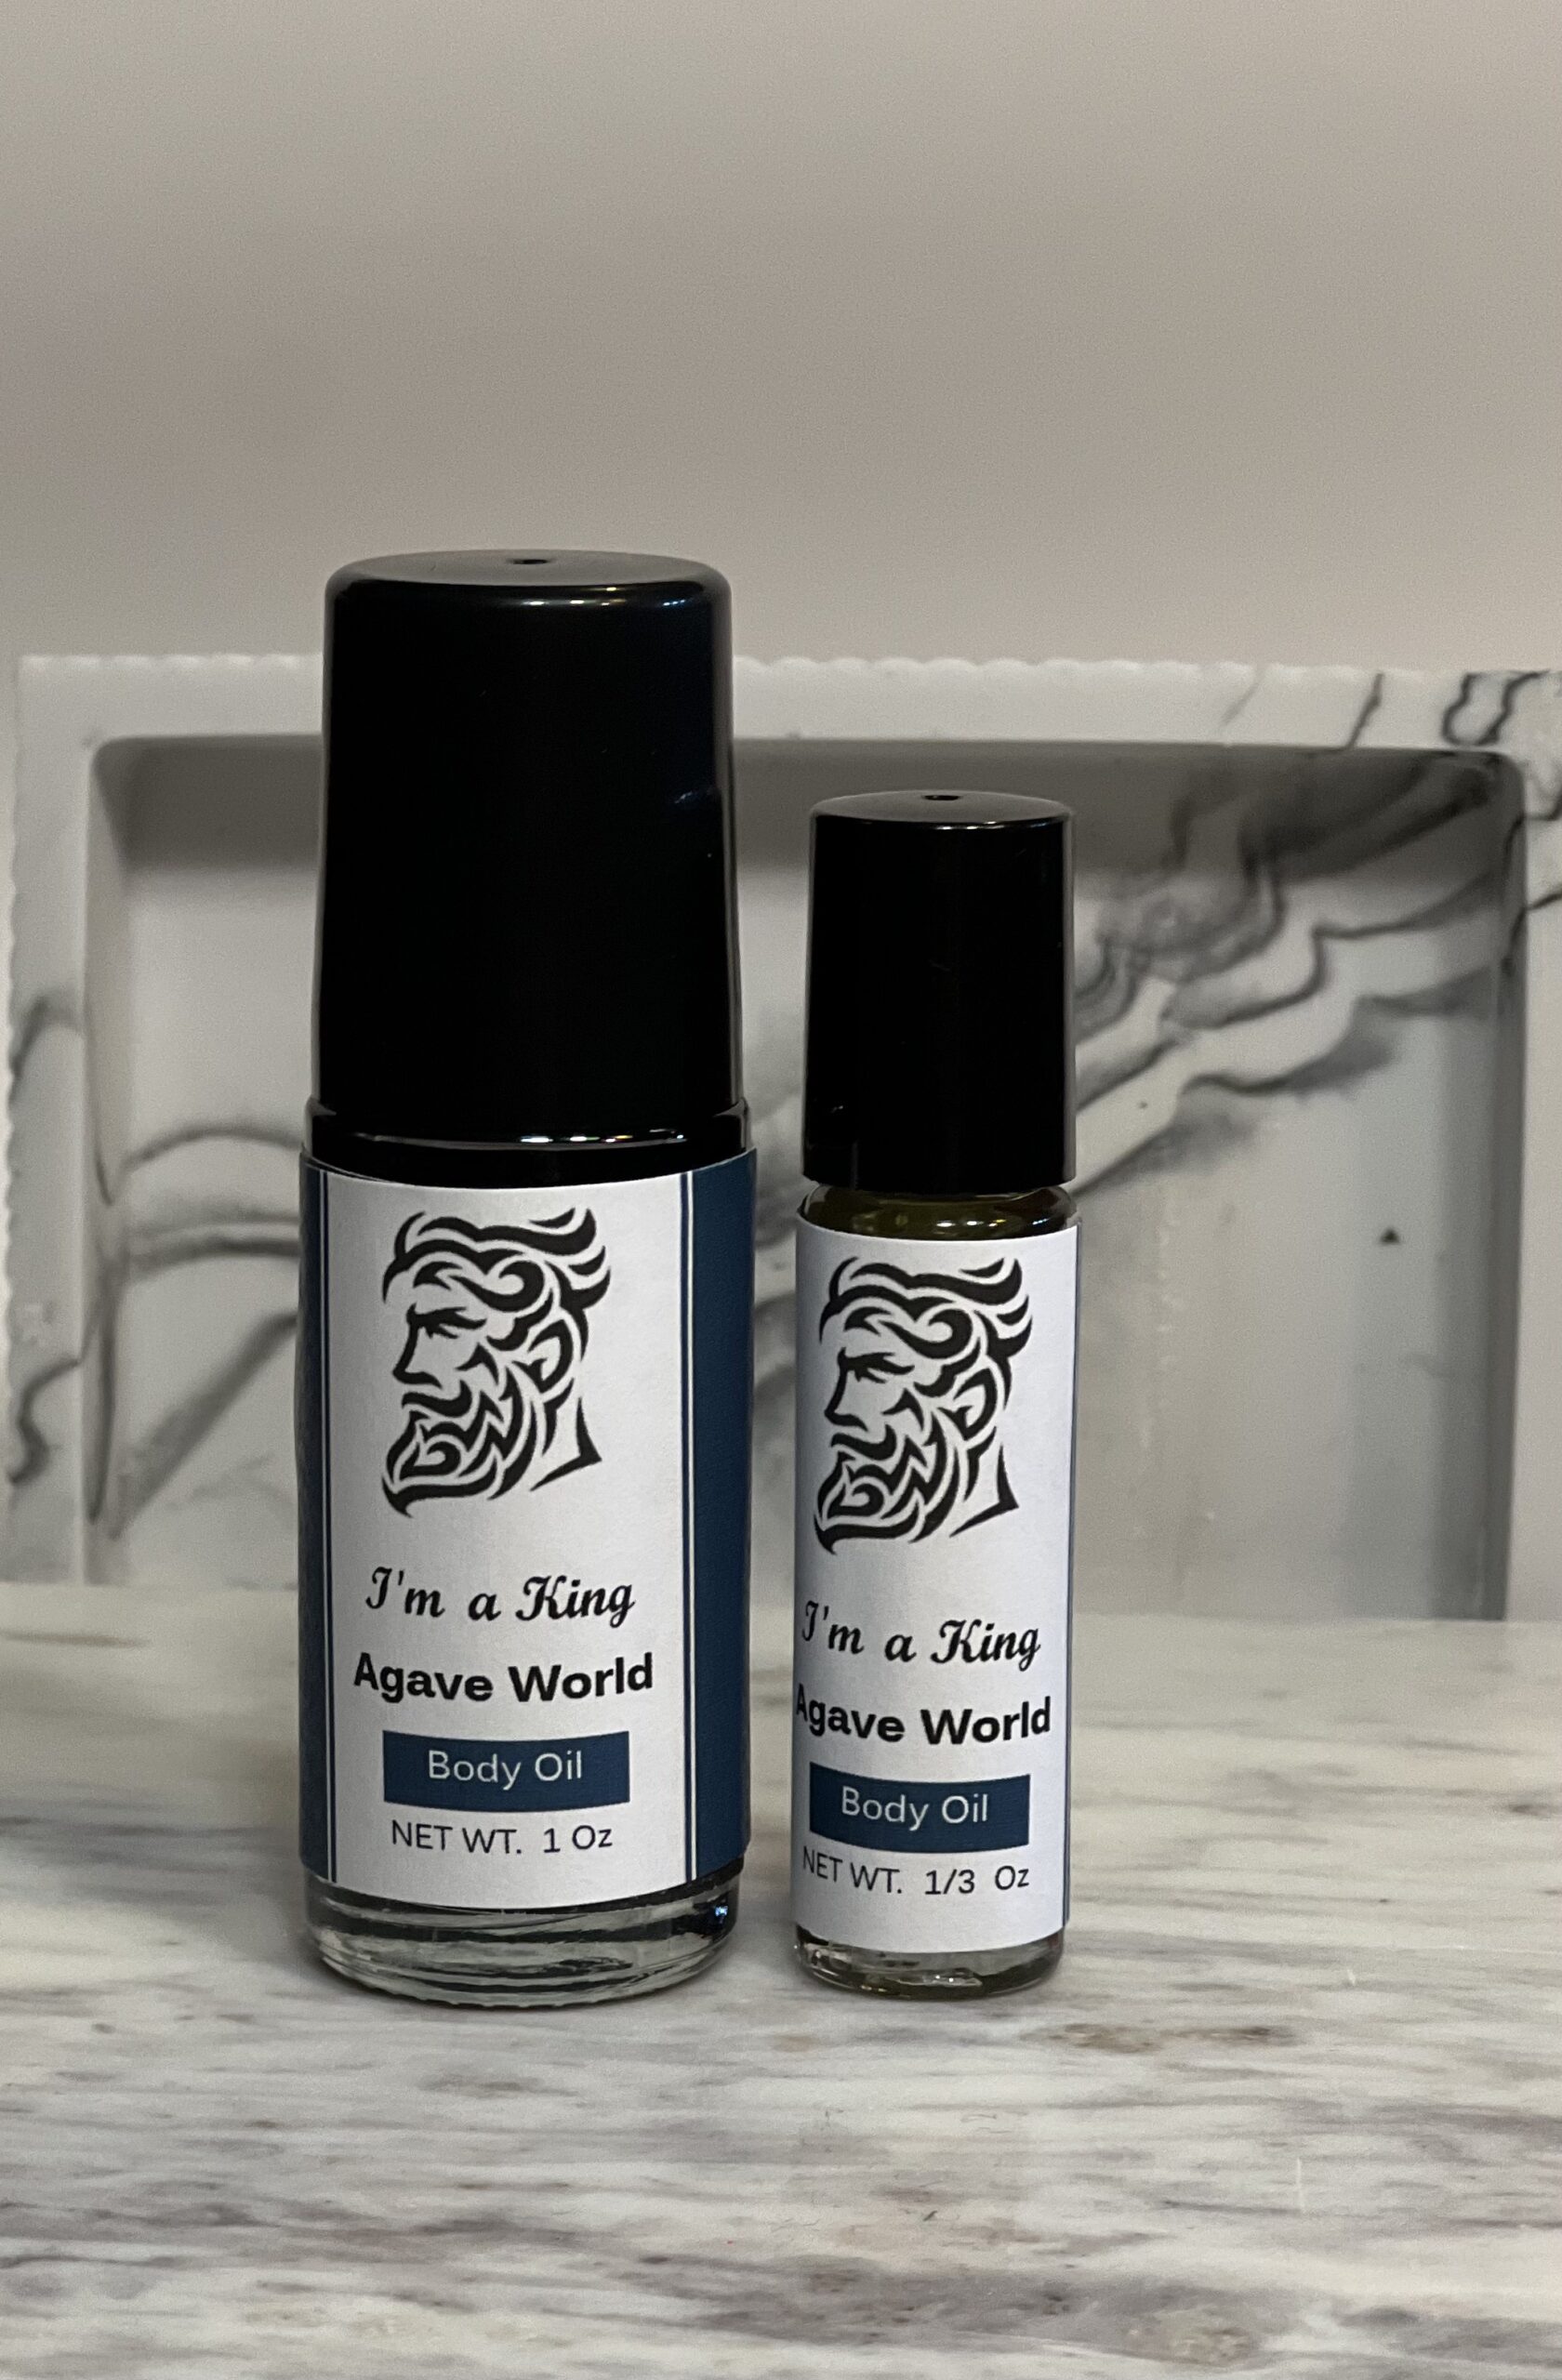 I'm a King
Agave World
Body Oil
NET WT. 1 Oz
I'm a King
Agave World
Body Oil
NET WT. 1/3 Oz